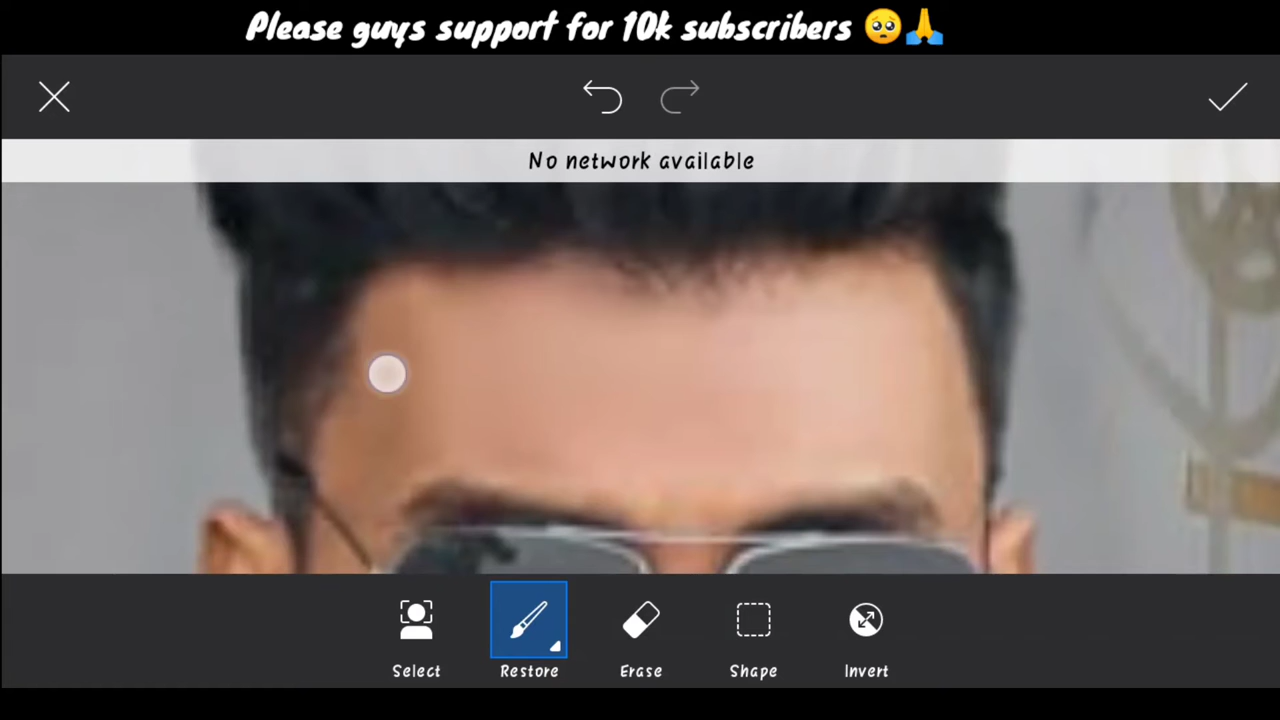 Please guys support for 10k subscribers 🥺🙏
No network available
Select
Restore
Erase
Shape
Invert